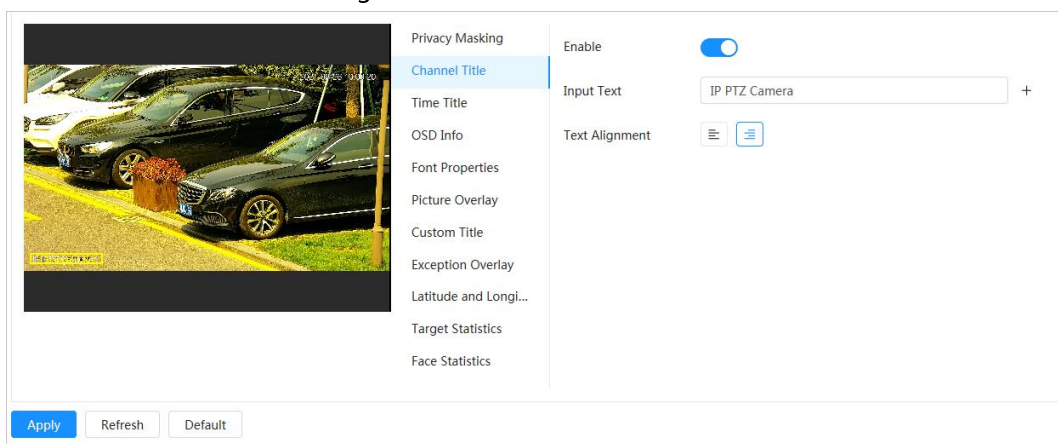 Privacy Masking
Channel Title
Time Title
OSD Info
Font Properties
Picture Overlay
Custom Title
Exception Overlay
Latitude and Longi...
Target Statistics
Face Statistics
Enable
Input Text
IP PTZ Camera
+
Text Alignment
Apply
Refresh
Default